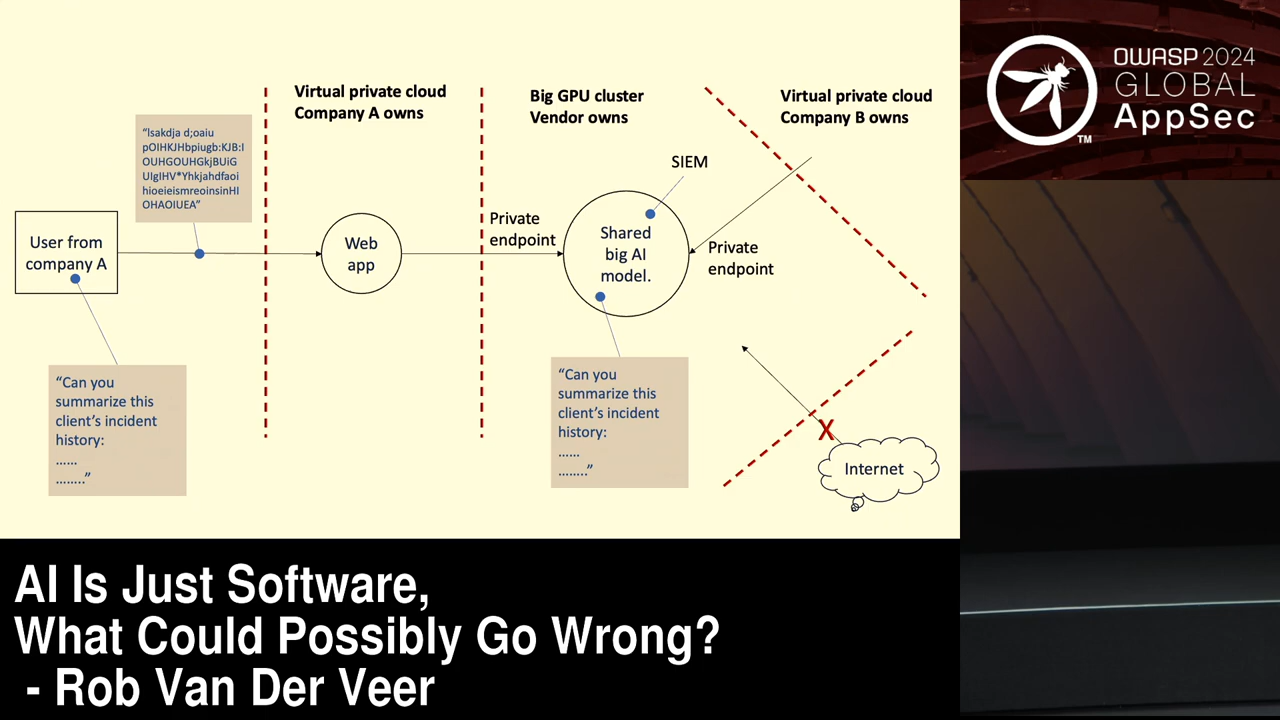 Virtual private cloud
Company A owns
Big GPU cluster
Vendor owns
Virtual private cloud
Company B owns
“lsakdja d;oaiu
pOIHKJHbpiugb:KJB:I
OUHGOUHGkjBUiG
UIgIHV*Yhkjahdfaoi
hioeieismreoinsinHI
OHAOIUEA”
SIEM
User from
company A
Web
app
Private
endpoint
Shared
big AI
model.
Private
endpoint
“Can you
summarize this
client’s incident
history:
……
……..”
“Can you
summarize this
client’s incident
history:
……
……..”
X
Internet
OWASP 2024
GLOBAL
AppSec
TM
AI Is Just Software,
What Could Possibly Go Wrong?
- Rob Van Der Veer